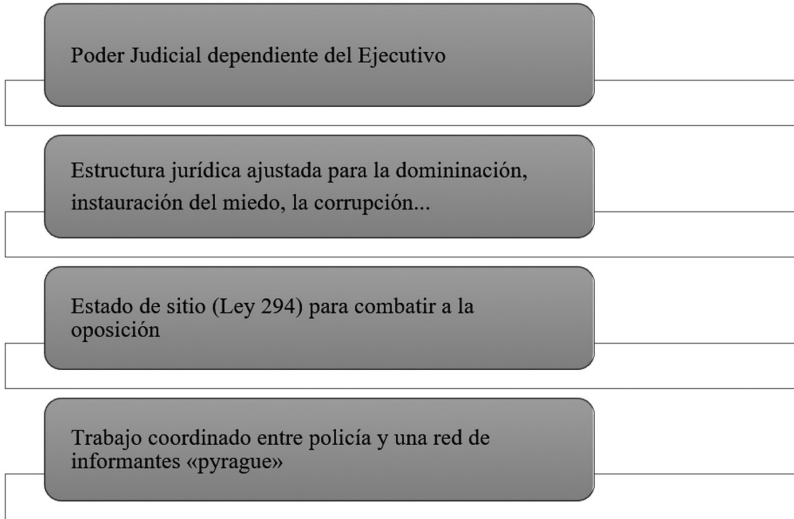 Poder Judicial dependiente del Ejecutivo
Estructura jurídica ajustada para la domininación,
instauración del miedo, la corrupción...
Estado de sitio (Ley 294) para combatir a la
oposición
Trabajo coordinado entre policía y una red de
informantes «pyrague»